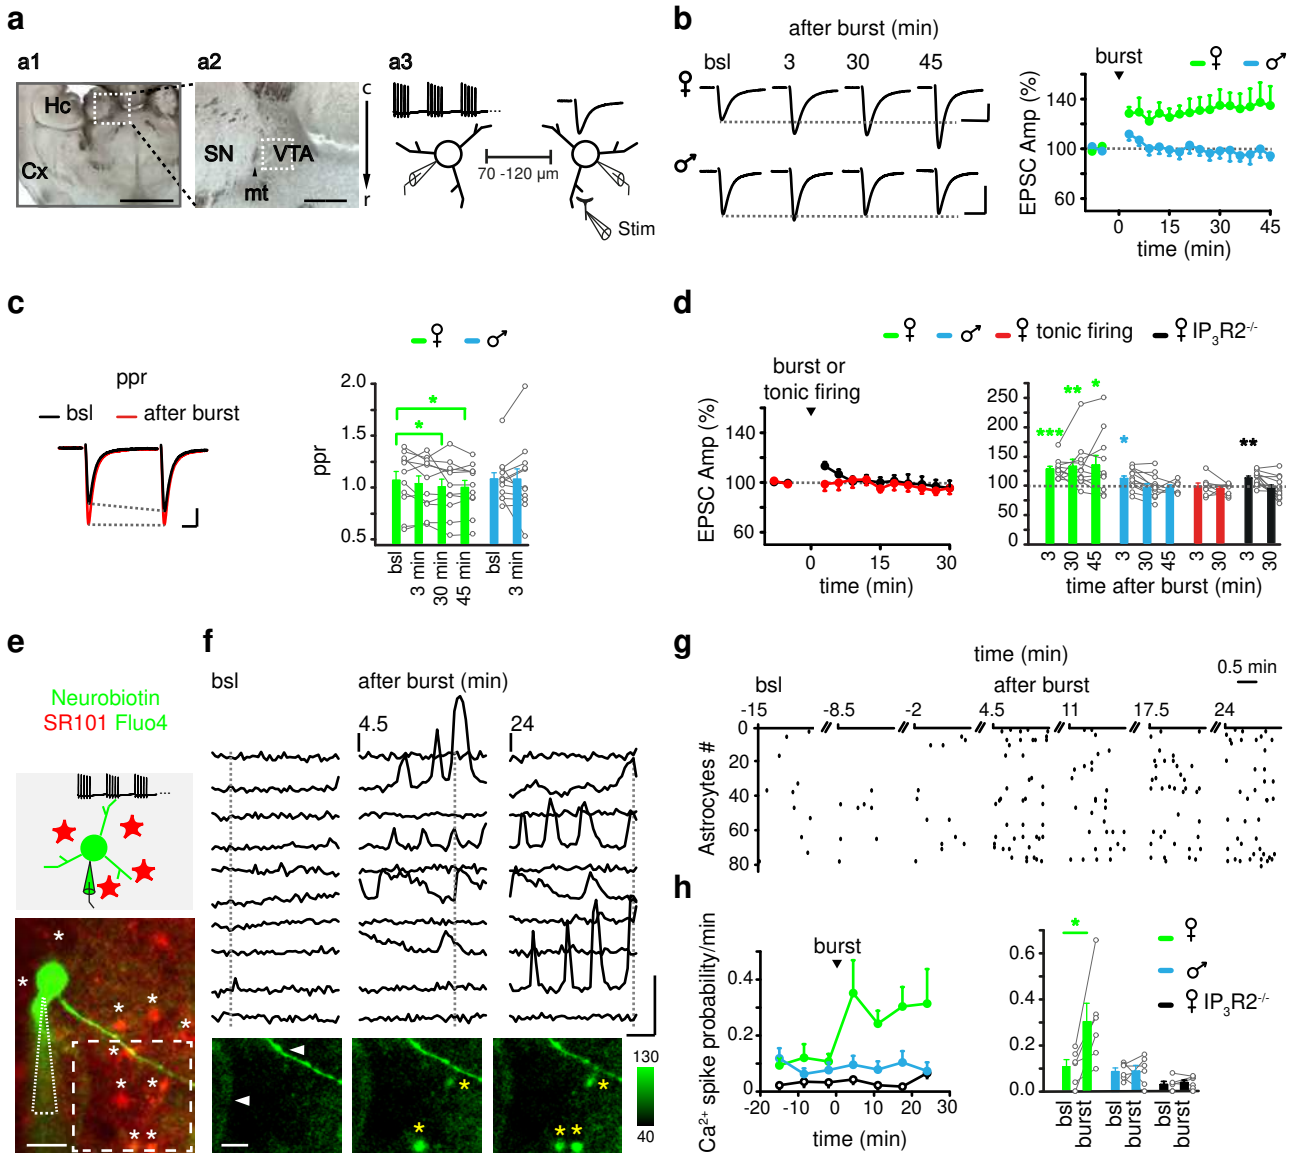 a
a1
a2
a3
Hc
Cx
SN
VTA
mt
c
r
70 -120 µm
Stim
b
after burst (min)
bsl
3
30
45
♀
♂
burst
♀
♂
EPSC Amp (%)
140
100
60
0
15
30
45
time (min)
c
ppr
bsl
after burst
♀
♂
ppr
2.0
1.5
1.0
0.5
*
*
bsl
3 min
30 min
45 min
bsl
3 min
d
♀
♂
♀ tonic firing
♀ IP3R2-/-
burst or
tonic firing
EPSC Amp (%)
140
100
60
0
15
30
time (min)
250
200
150
100
50
0
***
**
*
*
**
3
30
45
3
30
45
3
30
3
30
time after burst (min)
e
Neurobiotin
SR101 Fluo4
f
bsl
after burst (min)
4.5
24
130
40
g
time (min)
0.5 min
bsl
after burst
-15
-8.5
-2
4.5
11
17.5
24
Astrocytes #
0
20
40
60
80
h
burst
Ca2+ spike probability/min
0.4
0.2
0.0
-20
-10
0
10
20
30
time (min)
0.6
0.4
0.2
0.0
*
♀
♂
♀ IP3R2-/-
bsl
burst
bsl
burst
bsl
burst